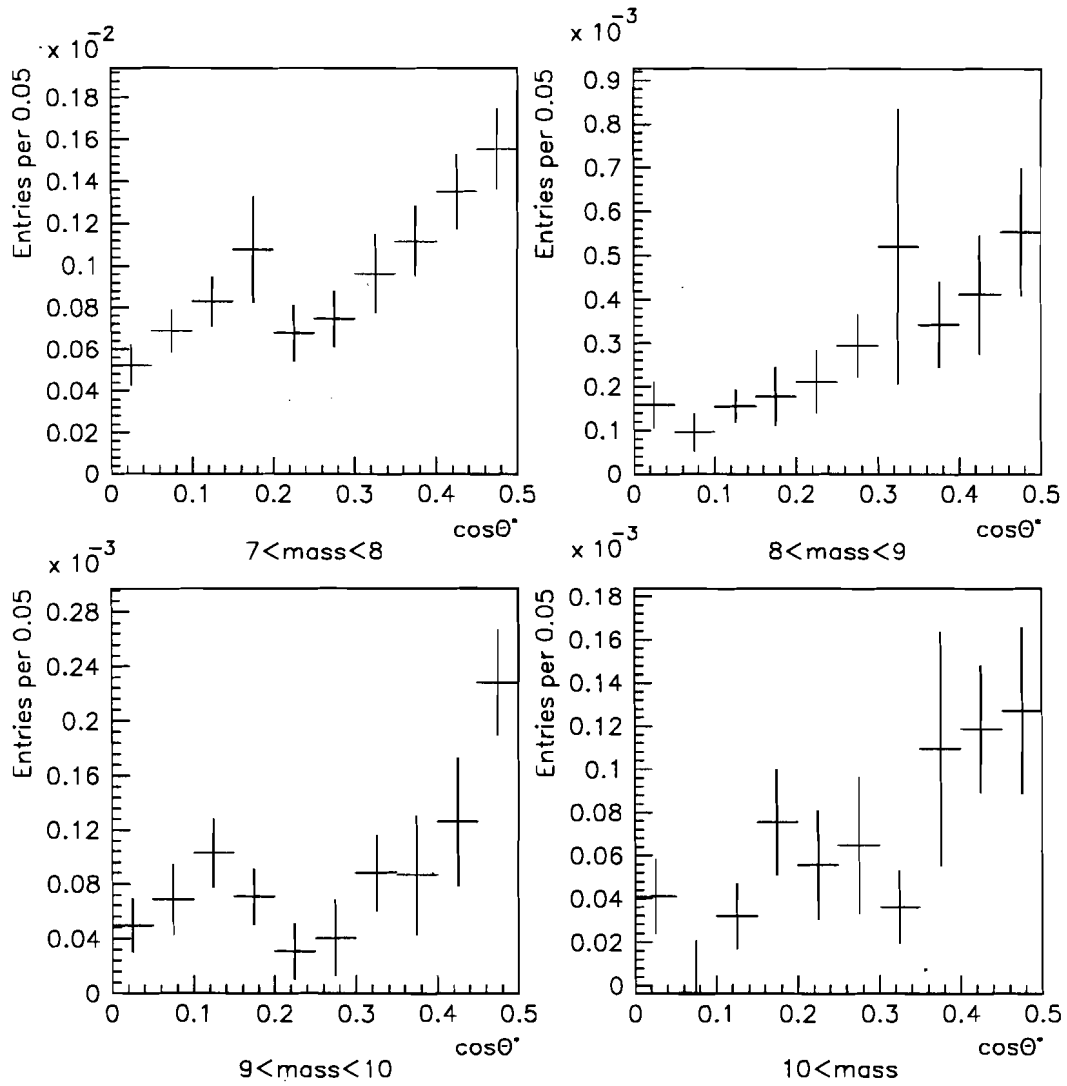 x 10⁻²
Entries per 0.05
0.18
0.16
0.14
0.12
0.1
0.08
0.06
0.04
0.02
0
0 0.1 0.2 0.3 0.4 0.5
cosΘ*
7<mass<8
x 10⁻³
Entries per 0.05
0.9
0.8
0.7
0.6
0.5
0.4
0.3
0.2
0.1
0
0 0.1 0.2 0.3 0.4 0.5
cosΘ*
8<mass<9
x 10⁻³
Entries per 0.05
0.28
0.24
0.2
0.16
0.12
0.08
0.04
0
0 0.1 0.2 0.3 0.4 0.5
cosΘ*
9<mass<10
x 10⁻³
Entries per 0.05
0.18
0.16
0.14
0.12
0.1
0.08
0.06
0.04
0.02
0
0 0.1 0.2 0.3 0.4 0.5
cosΘ*
10<mass